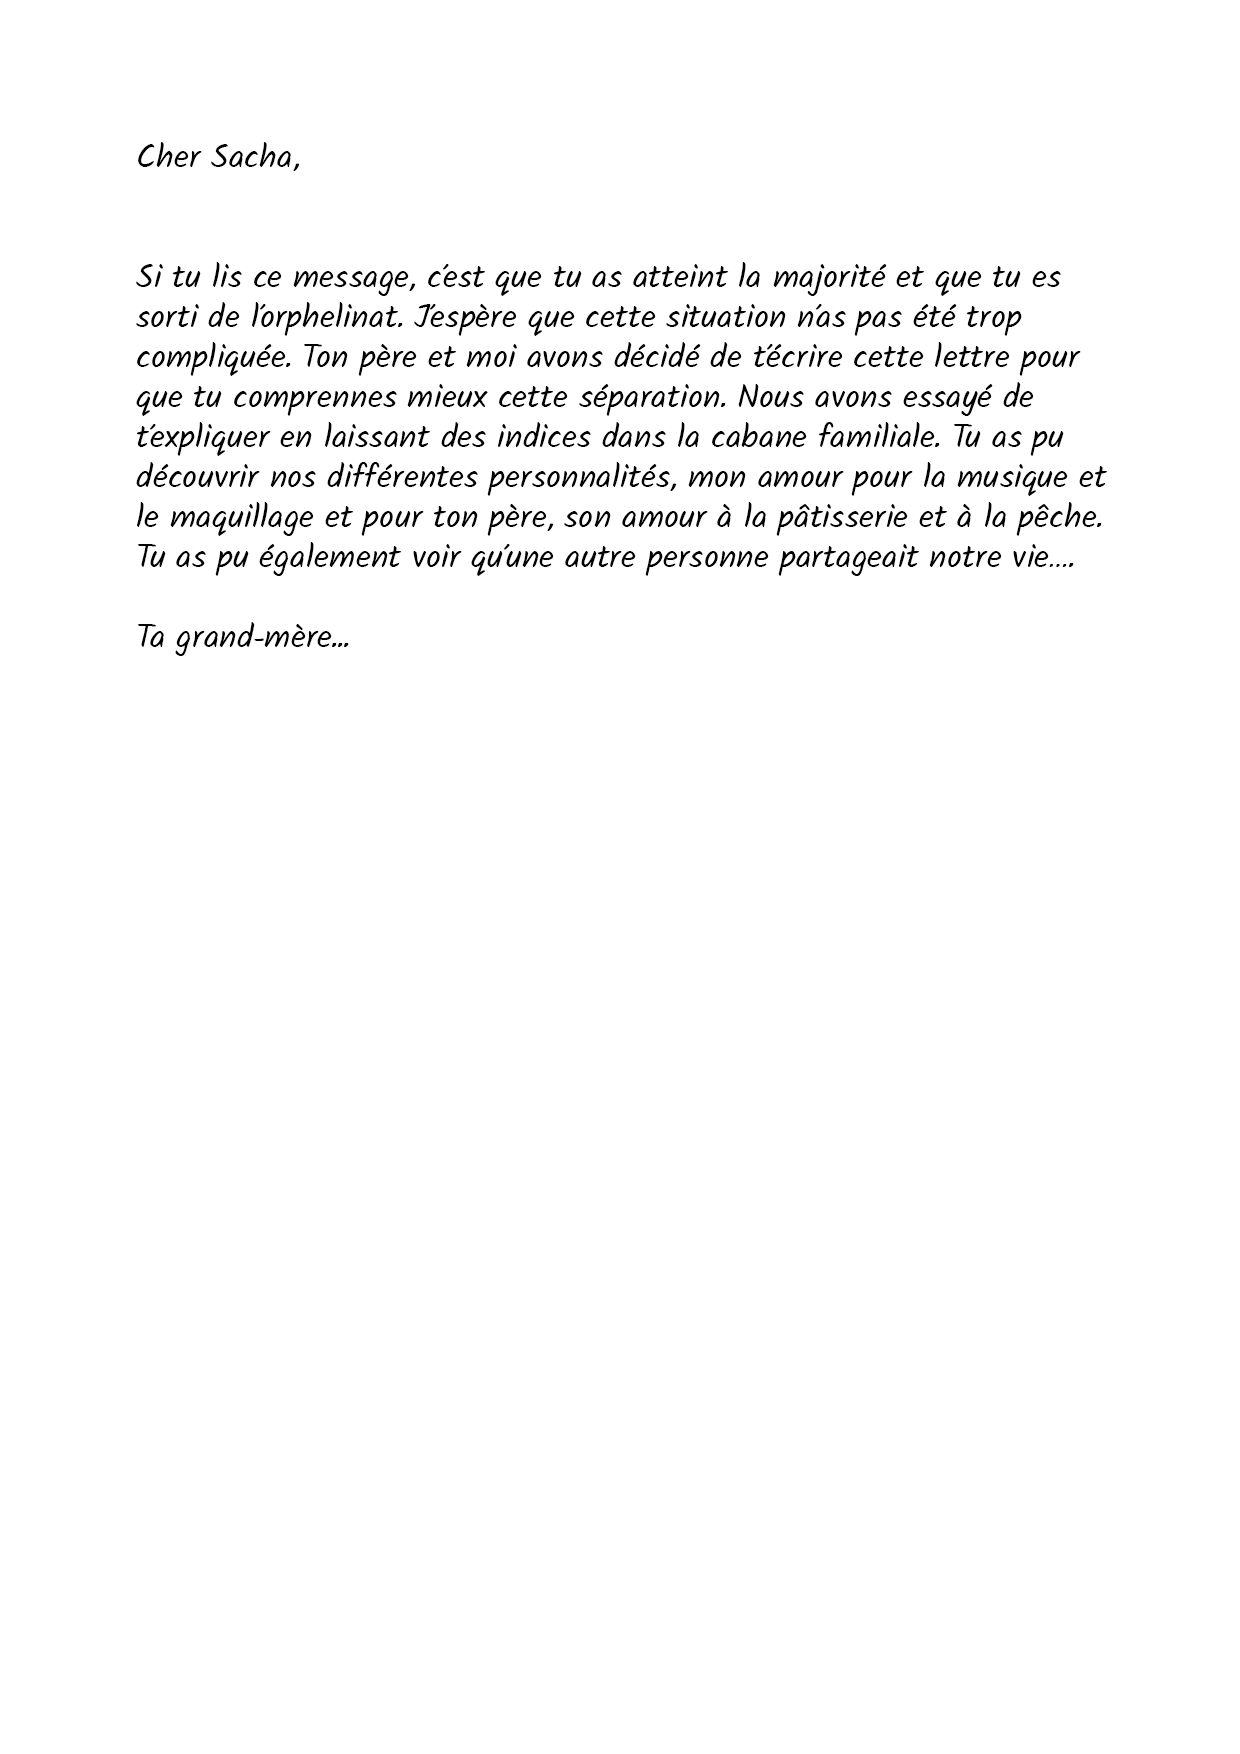 Cher Sacha,
Si tu lis ce message, c'est que tu as atteint la majorité et que tu es
sorti de l'orphelinat. J'espère que cette situation n'as pas été trop
compliquée. Ton père et moi avons décidé de t'écrire cette lettre pour
que tu comprennes mieux cette séparation. Nous avons essayé de
t'expliquer en laissant des indices dans la cabane familiale. Tu as pu
découvrir nos différentes personnalités, mon amour pour la musique et
le maquillage et pour ton père, son amour à la pâtisserie et à la pêche.
Tu as pu également voir qu'une autre personne partageait notre vie....
Ta grand-mère...